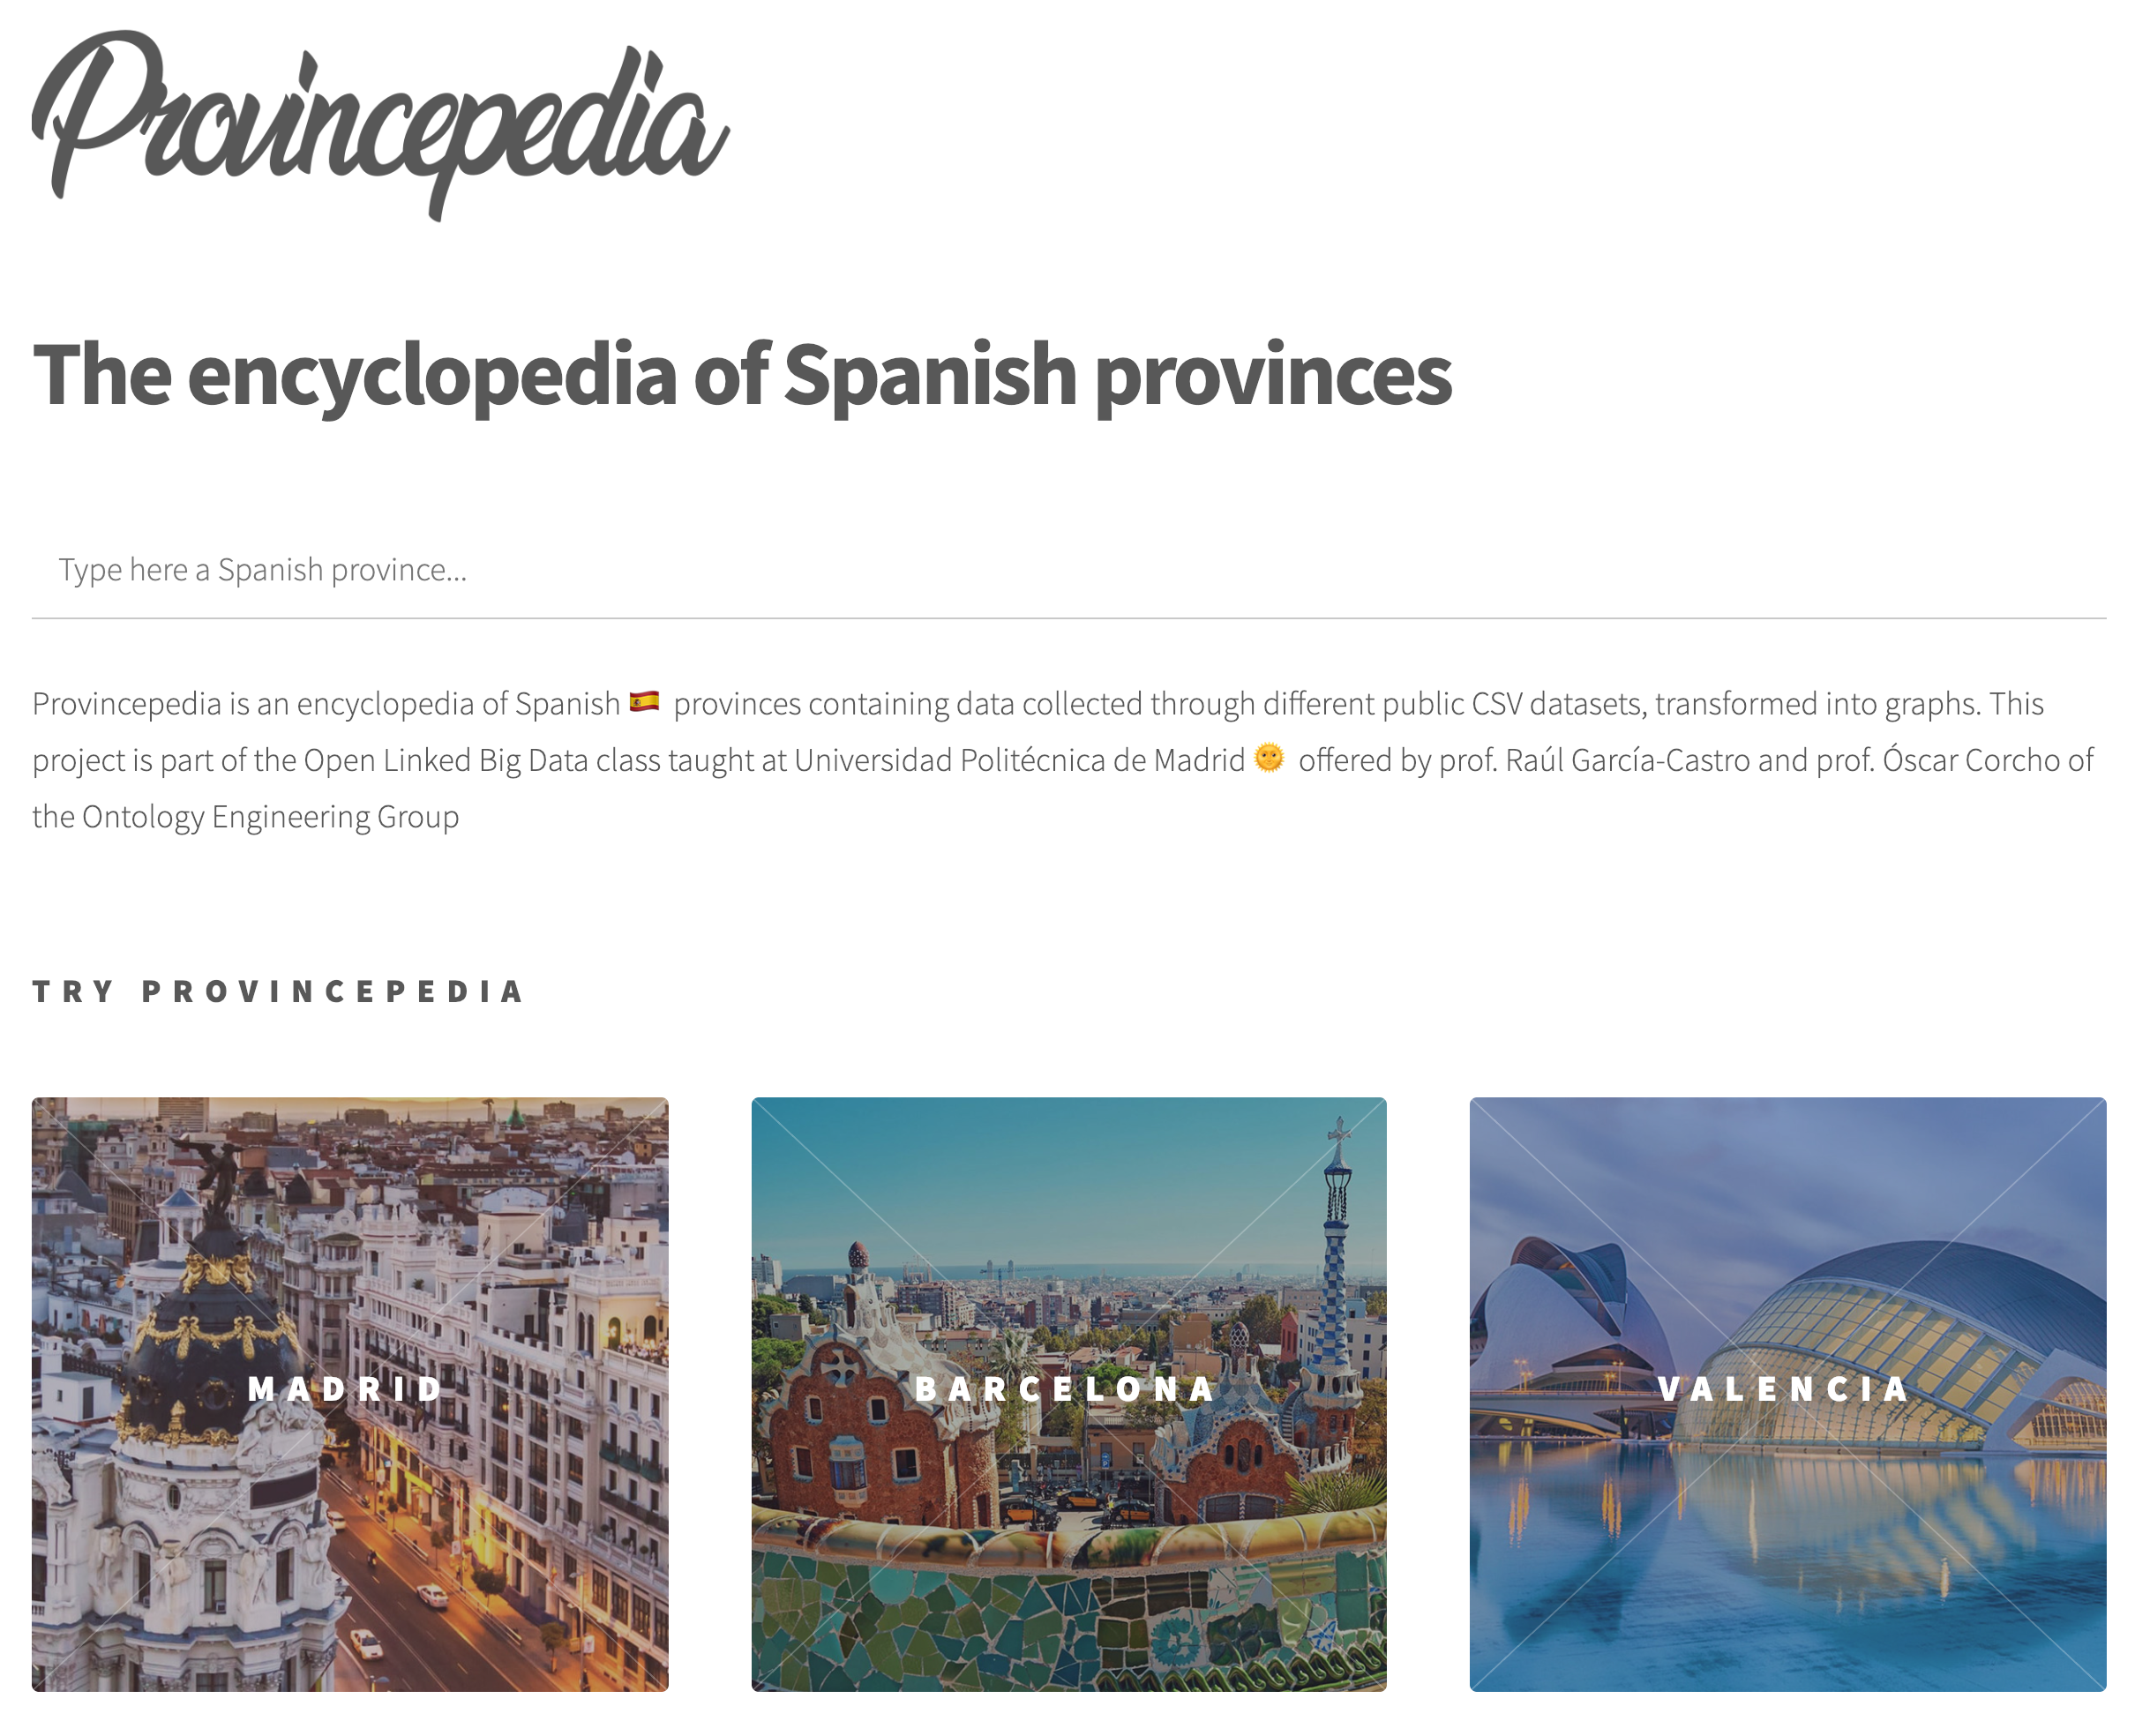 Provincepedia
The encyclopedia of Spanish provinces
Type here a Spanish province...
Provincepedia is an encyclopedia of Spanish 🇪🇸 provinces containing data collected through different public CSV datasets, transformed into graphs. This
project is part of the Open Linked Big Data class taught at Universidad Politécnica de Madrid 🌞 offered by prof. Raúl García-Castro and prof. Óscar Corcho of
the Ontology Engineering Group
TRY PROVINCEPEDIA
MADRID
BARCELONA
VALENCIA